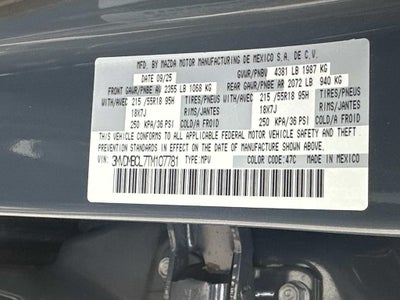 MFD. BY MAZDA MOTOR MANUFACTURING DE MEXICO S.A. DE C.V.
DATE 09/25 GVWR/PNBV 4381 LB 1987 KG
FRONT GAWR/PNBE AV 2355 LB 1068 KG REAR GAWR/PNBE AR 2072 LB 940 KG
WITH/AVEC 215 /55R18 95H TIRES/PNEUS WITH/AVEC 215 /55R18 95H TIRES/PNEUS
18X7J RIMS/JANTES 18X7J RIMS/JANTES
250 KPA/36 PSI COLD/A FROID 250 KPA/36 PSI COLD/A FROID
THIS VEHICLE CONFORMS TO ALL APPLICABLE FEDERAL MOTOR VEHICLE SAFETY, BUMPER, AND THEFT
PREVENTION STANDARDS IN EFFECT ON THE DATE OF MANUFACTURE SHOWN ABOVE.
VIN: 3MVDMBCL7TM107781 TYPE: MPV COLOR CODE: 47C MADE IN MEXICO